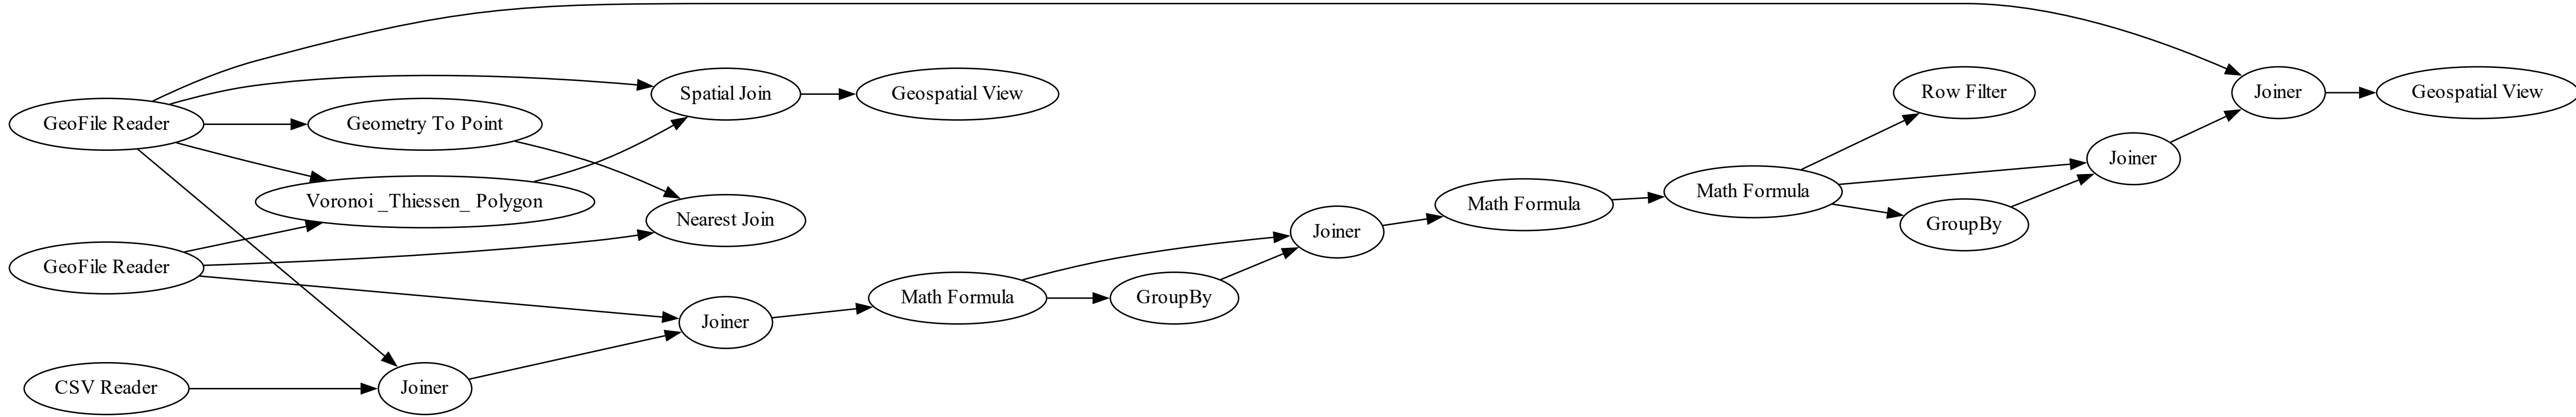 GeoFile Reader
GeoFile Reader
CSV Reader
Geometry To Point
Voronoi _Thiessen_ Polygon
Joiner
Spatial Join
Nearest Join
Joiner
Geospatial View
Math Formula
GroupBy
Joiner
Math Formula
Math Formula
Row Filter
GroupBy
Joiner
Joiner
Geospatial View